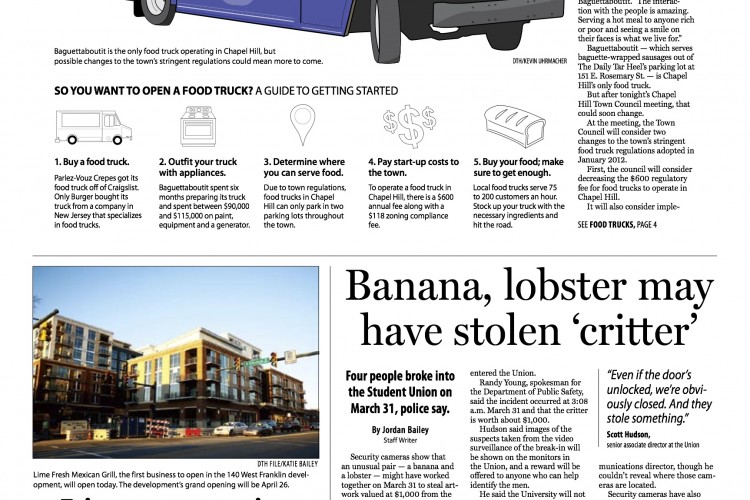 Baguettaboutit is the only food truck operating in Chapel Hill, but
possible changes to the town's stringent regulations could mean more to come.
DTH/KEVIN UHRMACHER
SO YOU WANT TO OPEN A FOOD TRUCK? A GUIDE TO GETTING STARTED
1. Buy a food truck.
Parlez-Vouz Crepes got its
food truck off of Craigslist.
Only Burger bought its
truck from a company in
New Jersey that specializes
in food trucks.
2. Outfit your truck
with appliances.
Baguettaboutit spent six
months preparing its truck
and spent between $90,000
and $115,000 on paint,
equipment and a generator.
3. Determine where
you can serve food.
Due to town regulations,
food trucks in Chapel
Hill can only park in two
parking lots throughout
the town.
$$$
4. Pay start-up costs to
the town.
To operate a food truck in
Chapel Hill, there is a $600
annual fee along with a
$118 zoning compliance
fee.
5. Buy your food; make
sure to get enough.
Local food trucks serve 75
to 200 customers an hour.
Stock up your truck with the
necessary ingredients and
hit the road.
Baguettaboutit. "The interac-
tion with the people is amazing.
Serving a hot meal to anyone rich
or poor and seeing a smile on
their faces is what we live for."
Baguettaboutit — which serves
baguette-wrapped sausages out of
The Daily Tar Heel's parking lot at
151 E. Rosemary St. — is Chapel
Hill's only food truck.
But after tonight's Chapel
Hill Town Council meeting, that
could soon change.
At the meeting, the Town
Council will consider two
changes to the town's stringent
food truck regulations adopted in
January 2012.
First, the council will consider
decreasing the $600 regulatory
fee for food trucks to operate in
Chapel Hill.
It will also consider imple-
SEE FOOD TRUCKS, PAGE 4
DTH FILE/KATIE BAILEY
Lime Fresh Mexican Grill, the first business to open in the 140 West Franklin devel-
opment, will open today. The development's grand opening will be April 26.
Banana, lobster may
have stolen 'critter'
Four people broke into
the Student Union on
March 31, police say.
By Jordan Bailey
Staff Writer
Security cameras show that
an unusual pair — a banana and
a lobster — might have worked
together on March 31 to steal art-
work valued at $1,000 from the
entered the Union.
Randy Young, spokesman for
the Department of Public Safety,
said the incident occurred at 3:08
a.m. March 31 and that the critter
is worth about $1,000.
Hudson said images of the
suspects taken from the video
surveillance of the break-in will
be shown on the monitors in
the Union, and a reward will be
offered to anyone who can help
identify the men.
He said the University will not
"Even if the door's
unlocked, we're obvi-
ously closed. And they
stole something."
Scott Hudson,
senior associate director at the Union
munications director, though he
couldn't reveal where those cam-
eras are located.
Security cameras have also